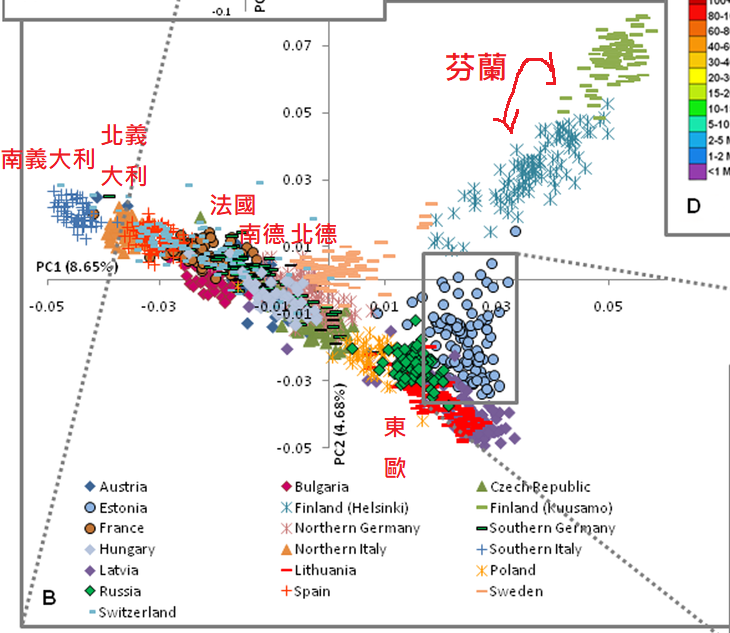 -0.1
PC
0.07
80-1
60-8
40-6
30-4
20-3
15-2
10-1
5-10
2-5 M
1-2 M
<1 M
D
芬蘭
0.05
北義
大利
南義大利
0.03
法國
南德 北德
0.01
PC1 (8.65%)
-0.05
-0.03
-0.01
-0.01
0.01
0.03
0.05
-0.03
PC2 (4.68%)
東
歐
-0.05
Austria
Bulgaria
Czech Republic
Estonia
Finland (Helsinki)
Finland (Kuusamo)
France
Northern Germany
Southern Germany
Hungary
Northern Italy
Southern Italy
Latvia
Lithuania
Poland
Russia
Spain
Sweden
B
Switzerland